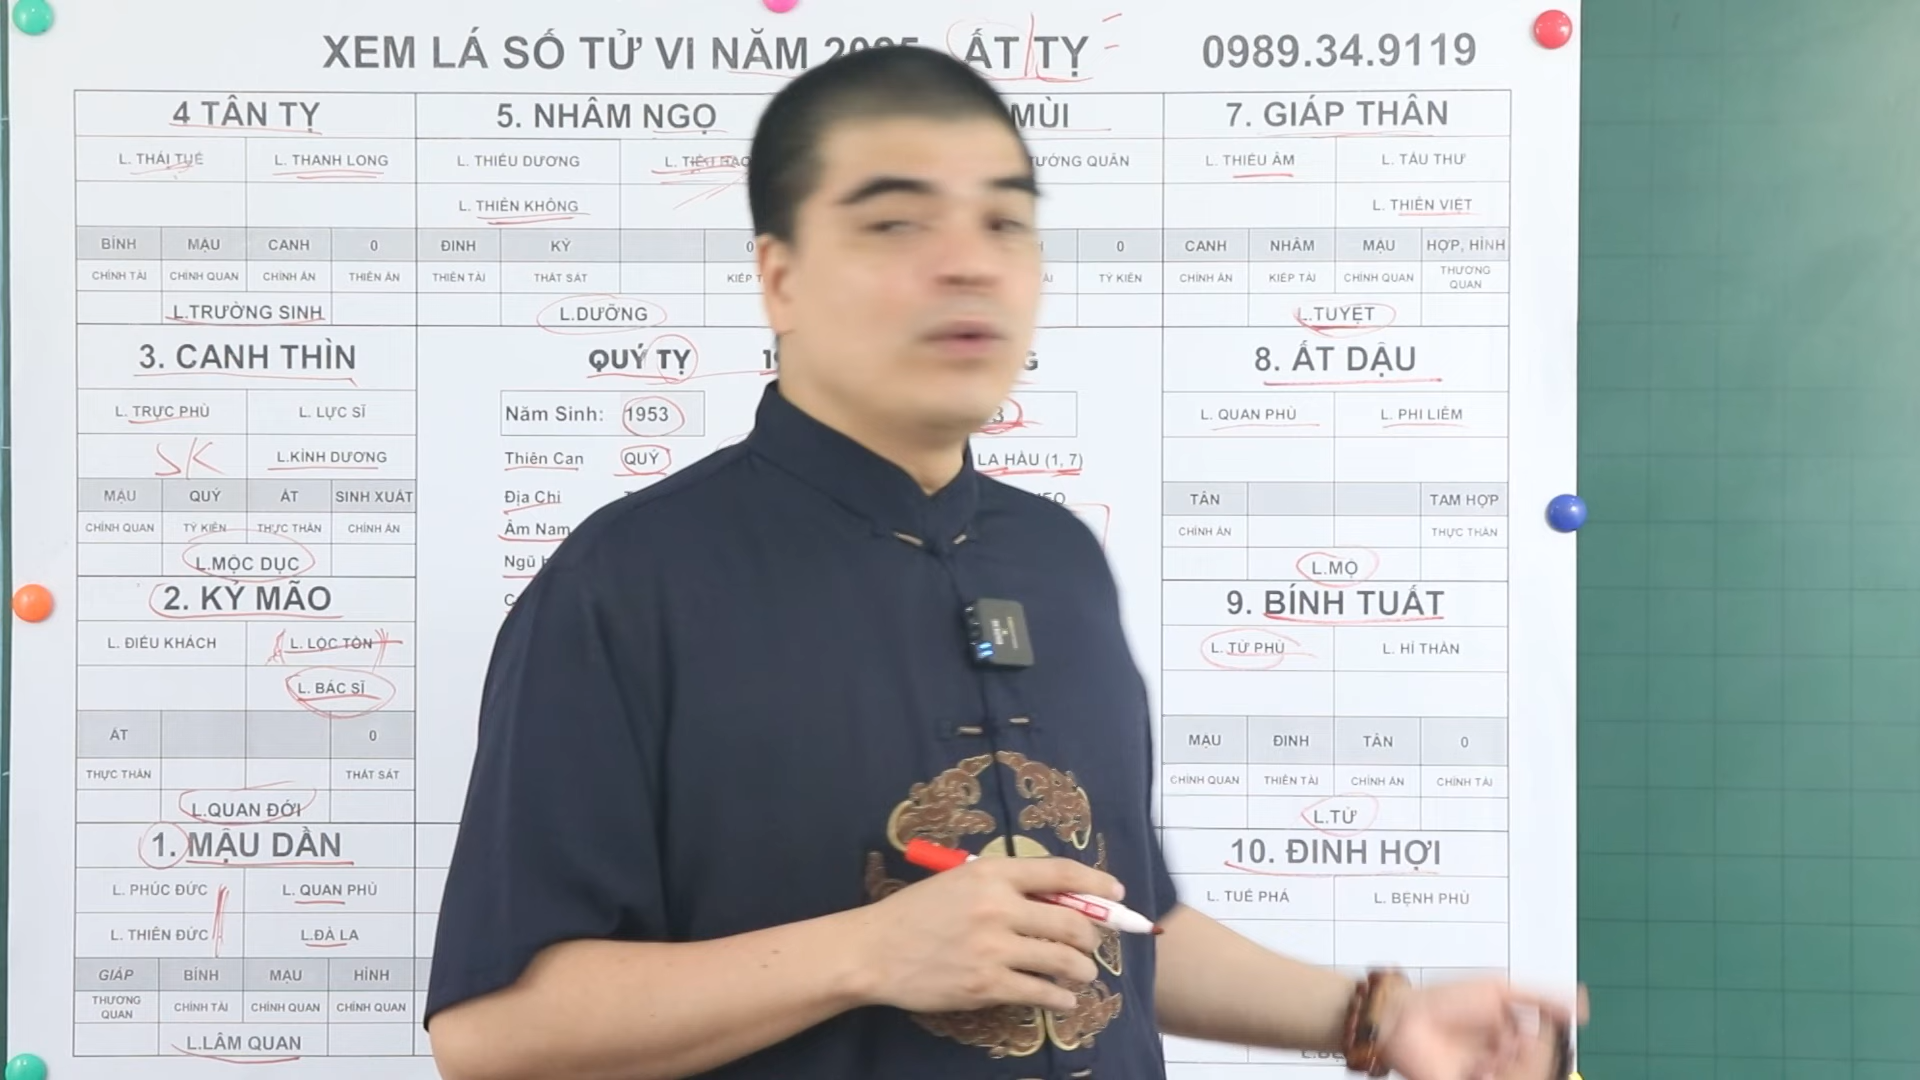 XEM LÁ SỐ TỬ VI NĂM ẤT TỴ 0989.34.9119
4 TÂN TỴ
L. THÁI TUẾ L. THANH LONG
BÍNH MẬU CANH 0
CHÍNH TÀI CHÍNH QUAN CHÍNH ẤN THIÊN ẤN
L.TRƯỜNG SINH
5. NHÂM NGỌ
L. THIẾU DƯƠNG
L. THIÊN KHÔNG
ĐINH KỶ
THIÊN TÀI THẤT SÁT KIẾP
L.DƯỠNG
MÙI
TƯỚNG QUÂN
0
TỶ KIÊN
7. GIÁP THÂN
L. THIẾU ÂM L. TẤU THƯ
L. THIÊN VIỆT
CANH NHÂM MẬU HỢP, HÌNH
CHÍNH ẤN KIẾP TÀI CHÍNH QUAN THƯƠNG QUAN
L.TUYỆT
3. CANH THÌN
L. TRỰC PHÙ L. LỰC SĨ
SK L.KÌNH DƯƠNG
MẬU QUÝ ẤT SINH XUẤT
CHÍNH QUAN TỶ KIÊN THỰC THẦN CHÍNH ẤN
L.MỘC DỤC
QUÝ TỴ
Năm Sinh: 1953
Thiên Can QUÝ LA HẦU (1, 7)
Địa Chi
Âm Nam
Ngũ
8. ẤT DẬU
L. QUAN PHÙ L. PHI LIÊM
TÂN TAM HỢP
CHÍNH ẤN THỰC THẦN
L.MỘ
2. KỶ MÃO
L. ĐIẾU KHÁCH L. LỘC TỒN
L. BÁC SĨ
ẤT 0
THỰC THẦN THẤT SÁT
L.QUAN ĐỚI
9. BÍNH TUẤT
L. TỬ PHÙ L. HỈ THẦN
MẬU ĐINH TÂN 0
CHÍNH QUAN THIÊN TÀI CHÍNH ẤN CHÍNH TÀI
L.TỬ
1. MẬU DẦN
L. PHÚC ĐỨC L. QUAN PHỦ
L. THIÊN ĐỨC L.ĐÀ LA
GIÁP BÍNH MẬU HÌNH
THƯƠNG QUAN CHÍNH TÀI CHÍNH QUAN CHÍNH QUAN
L.LÂM QUAN
10. ĐINH HỢI
L. TUẾ PHÁ L. BỆNH PHÙ